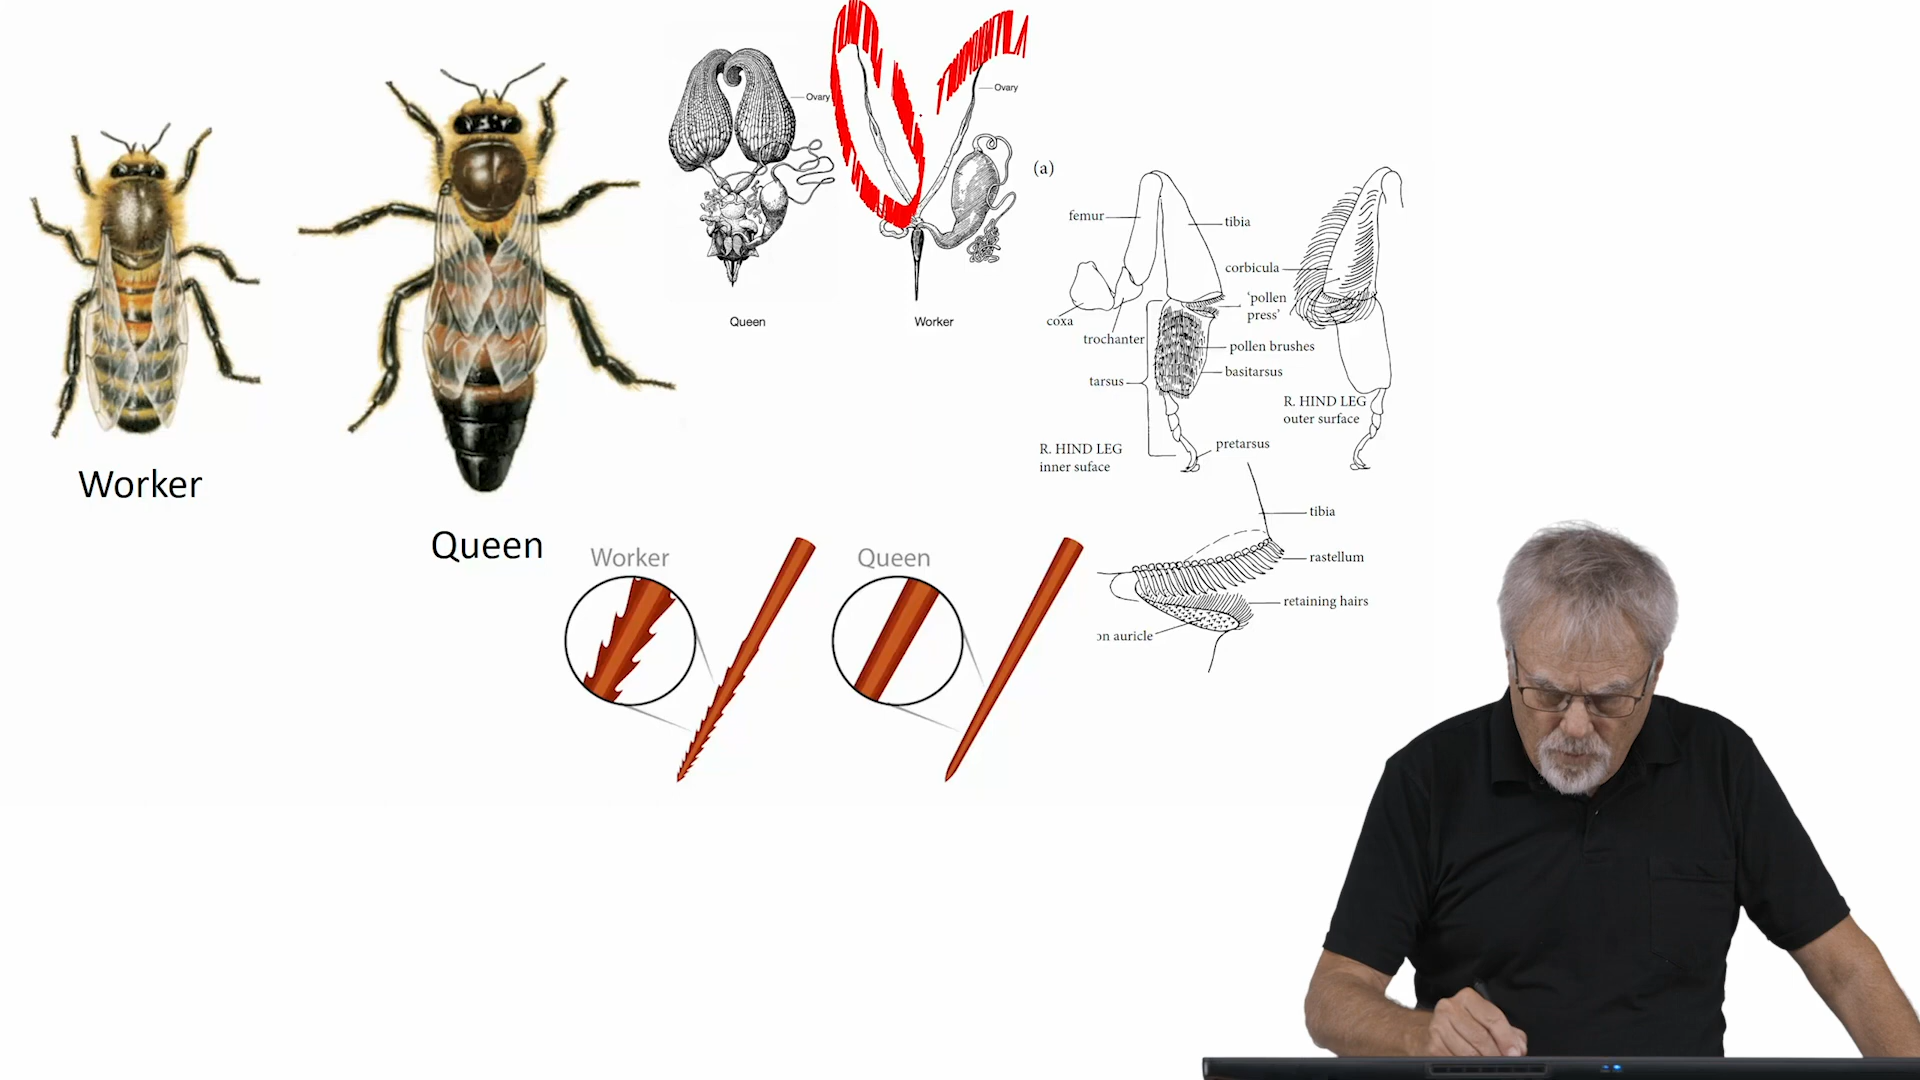 Worker
Queen
Ovary
Queen
Ovary
Worker
(a)
femur
tibia
corbicula
'pollen
press'
coxa
trochanter
pollen brushes
basitarsus
tarsus
R. HIND LEG
outer surface
pretarsus
R. HIND LEG
inner suface
tibia
rastellum
retaining hairs
on auricle
Worker
Queen